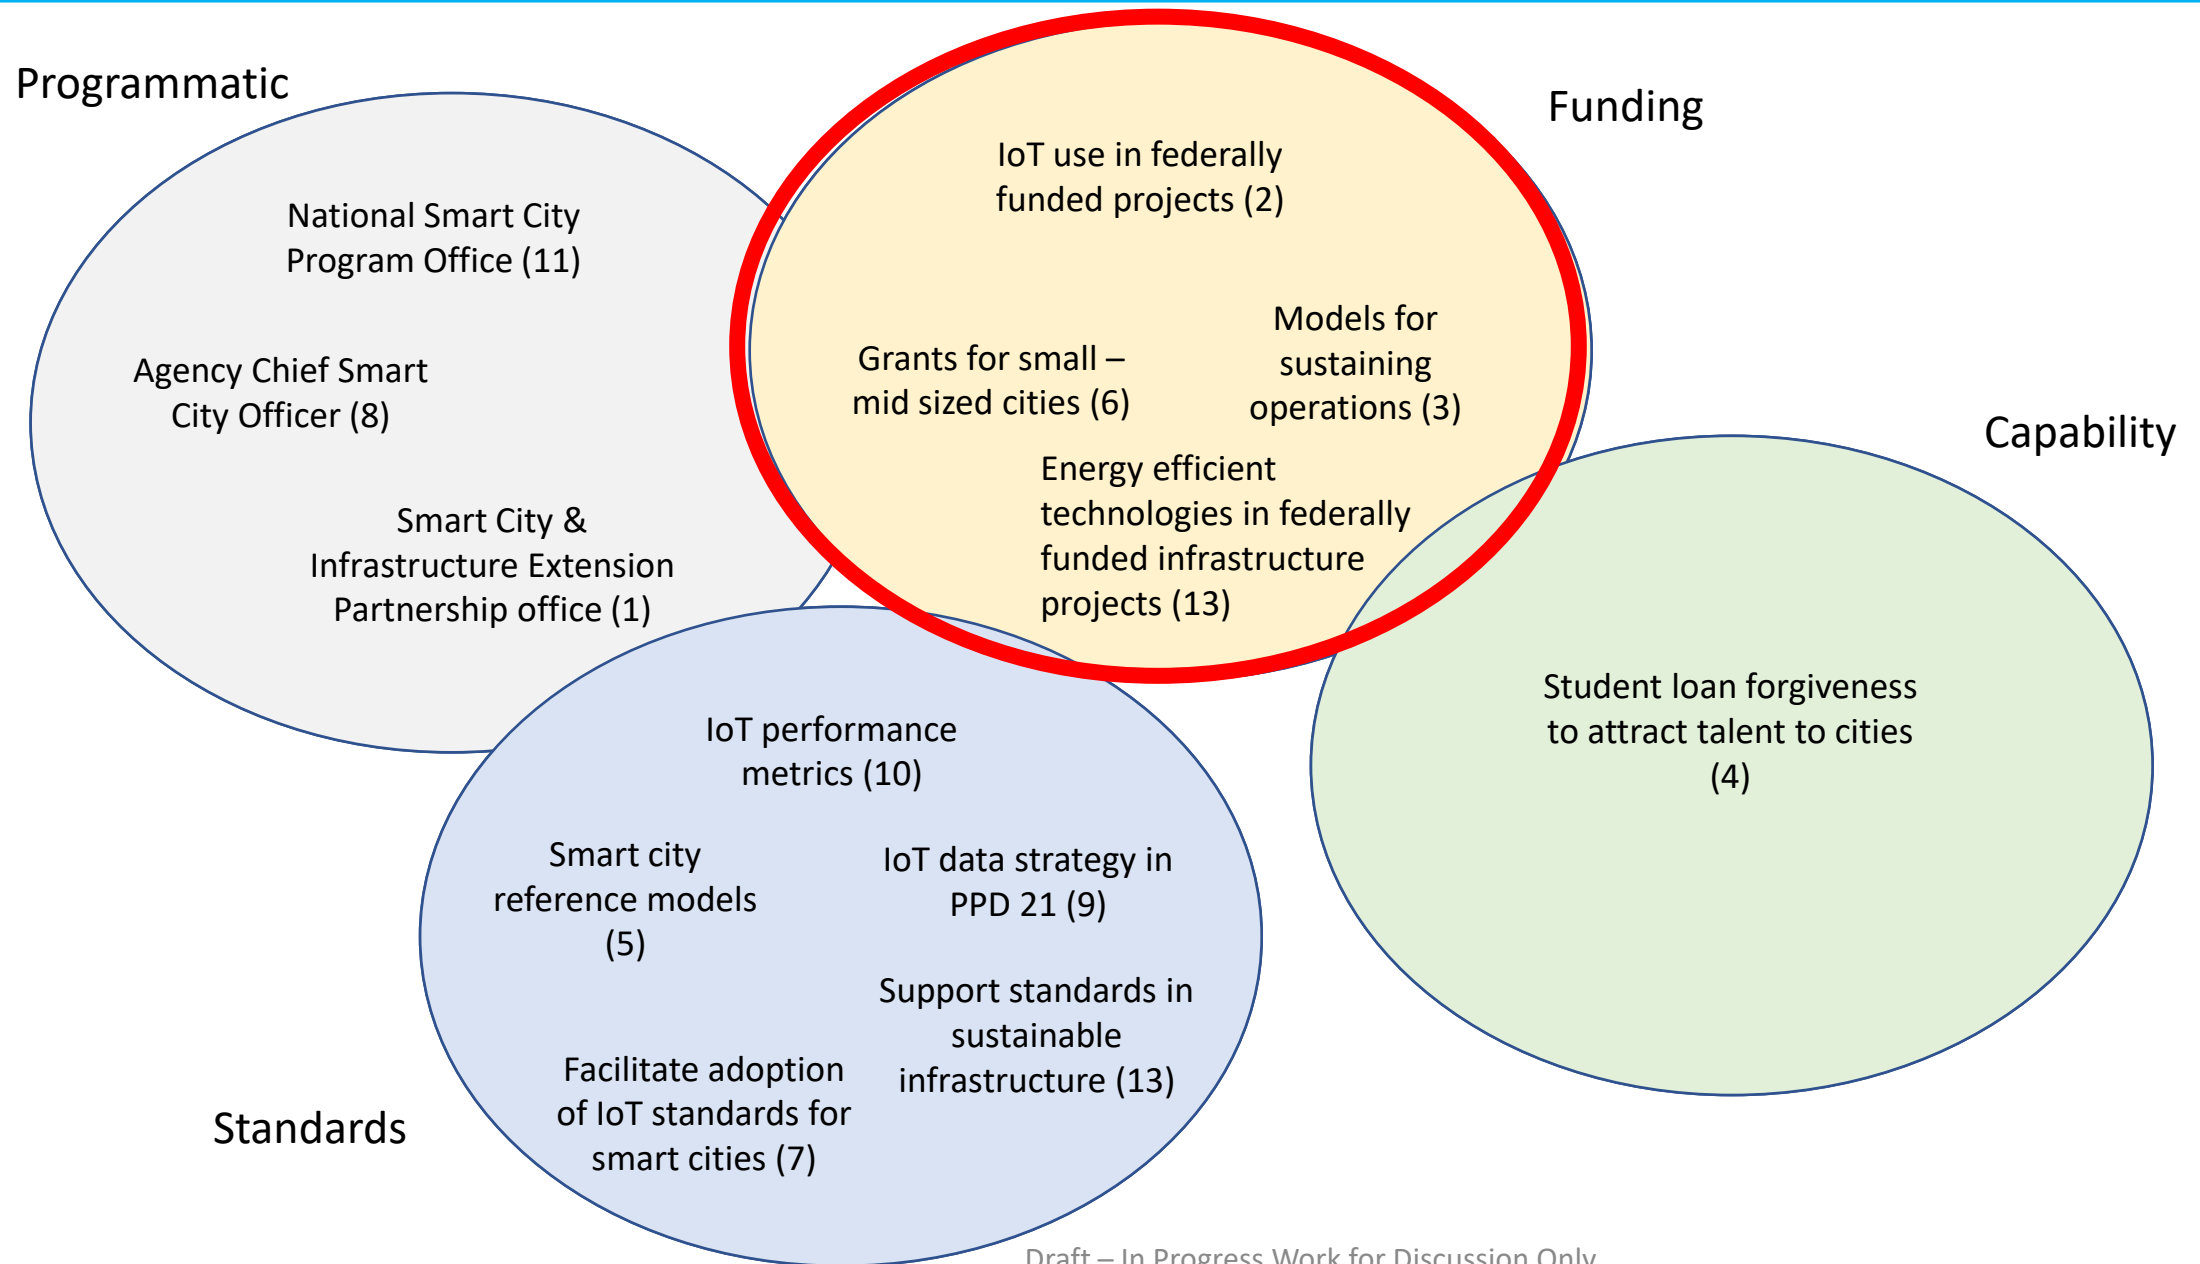 Programmatic
National Smart City
Program Office (11)
Agency Chief Smart
City Officer (8)
Smart City &
Infrastructure Extension
Partnership office (1)
Funding
IoT use in federally
funded projects (2)
Grants for small –
mid sized cities (6)
Models for
sustaining
operations (3)
Energy efficient
technologies in federally
funded infrastructure
projects (13)
Capability
Student loan forgiveness
to attract talent to cities
(4)
Standards
IoT performance
metrics (10)
Smart city
reference models
(5)
IoT data strategy in
PPD 21 (9)
Support standards in
sustainable
infrastructure (13)
Facilitate adoption
of IoT standards for
smart cities (7)
Draft – In Progress Work for Discussion Only